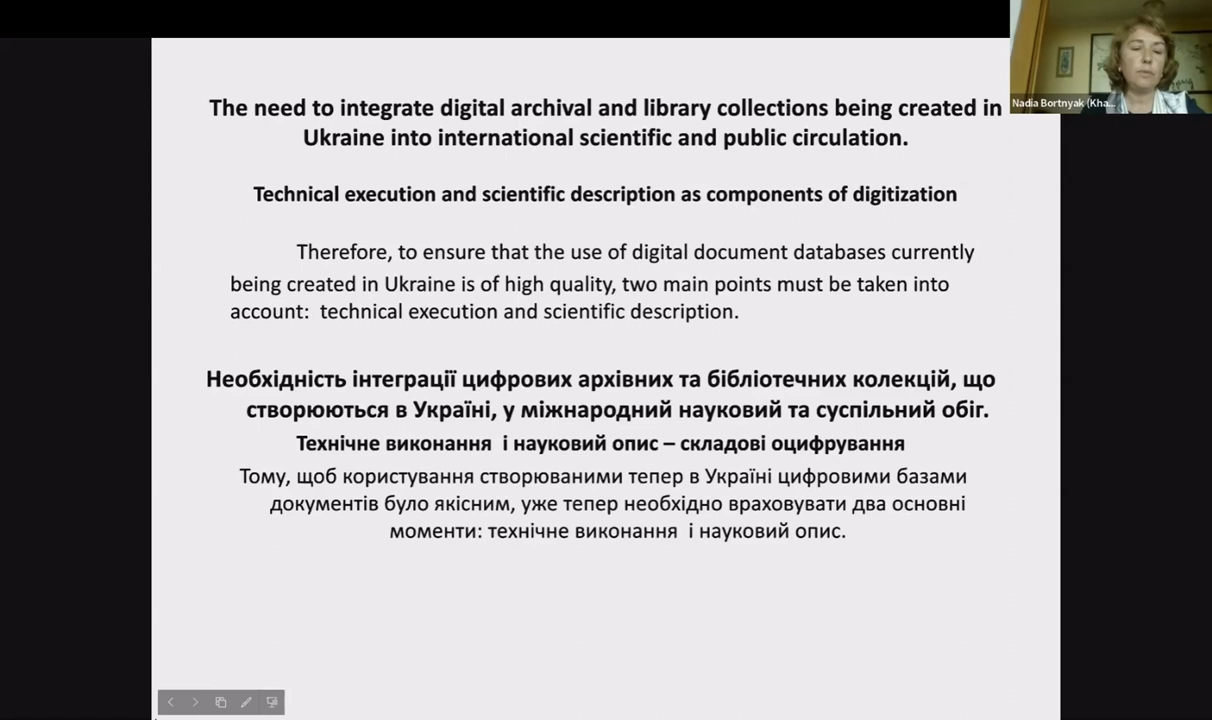 Nadia Bortnyak (Kha...
The need to integrate digital archival and library collections being created in
Ukraine into international scientific and public circulation.
Technical execution and scientific description as components of digitization
Therefore, to ensure that the use of digital document databases currently
being created in Ukraine is of high quality, two main points must be taken into
account:  technical execution and scientific description.
Необхідність інтеграції цифрових архівних та бібліотечних колекцій, що
створюються в Україні, у міжнародний науковий та суспільний обіг.
Технічне виконання  і науковий опис – складові оцифрування
Тому, щоб користування створюваними тепер в Україні цифровими базами
документів було якісним, уже тепер необхідно враховувати два основні
моменти: технічне виконання  і науковий опис.